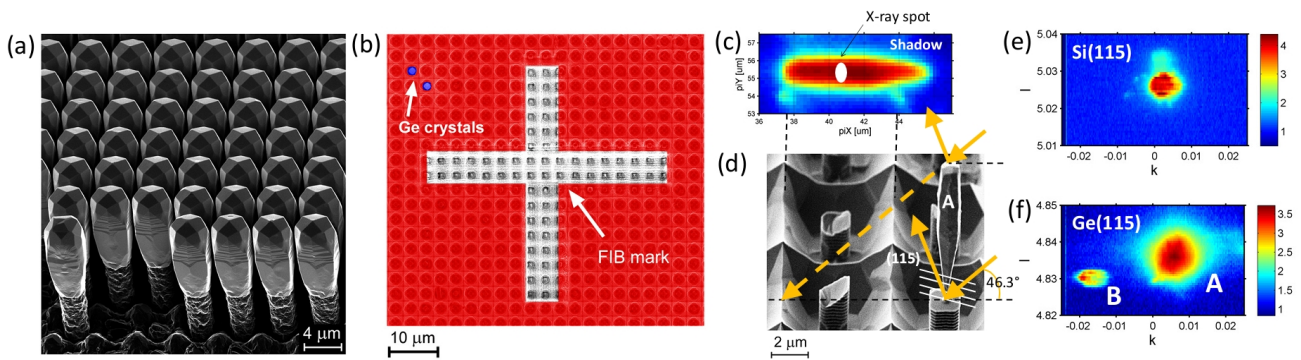 (a)
4 μm
(b)
Ge crystals
FIB mark
10 μm
(c)
X-ray spot
Shadow
piY [um]
57
56
55
54
53
36
38
40
42
44
piX [um]
(d)
A
(115)
46.3°
2 μm
(e)
Si(115)
5.04
5.03
5.02
5.01
l
-0.02
-0.01
0
0.01
0.02
k
4
3
2
1
(f)
Ge(115)
4.85
4.84
4.83
4.82
l
B
A
-0.02
-0.01
0
0.01
0.02
k
3.5
3
2.5
2
1.5
1